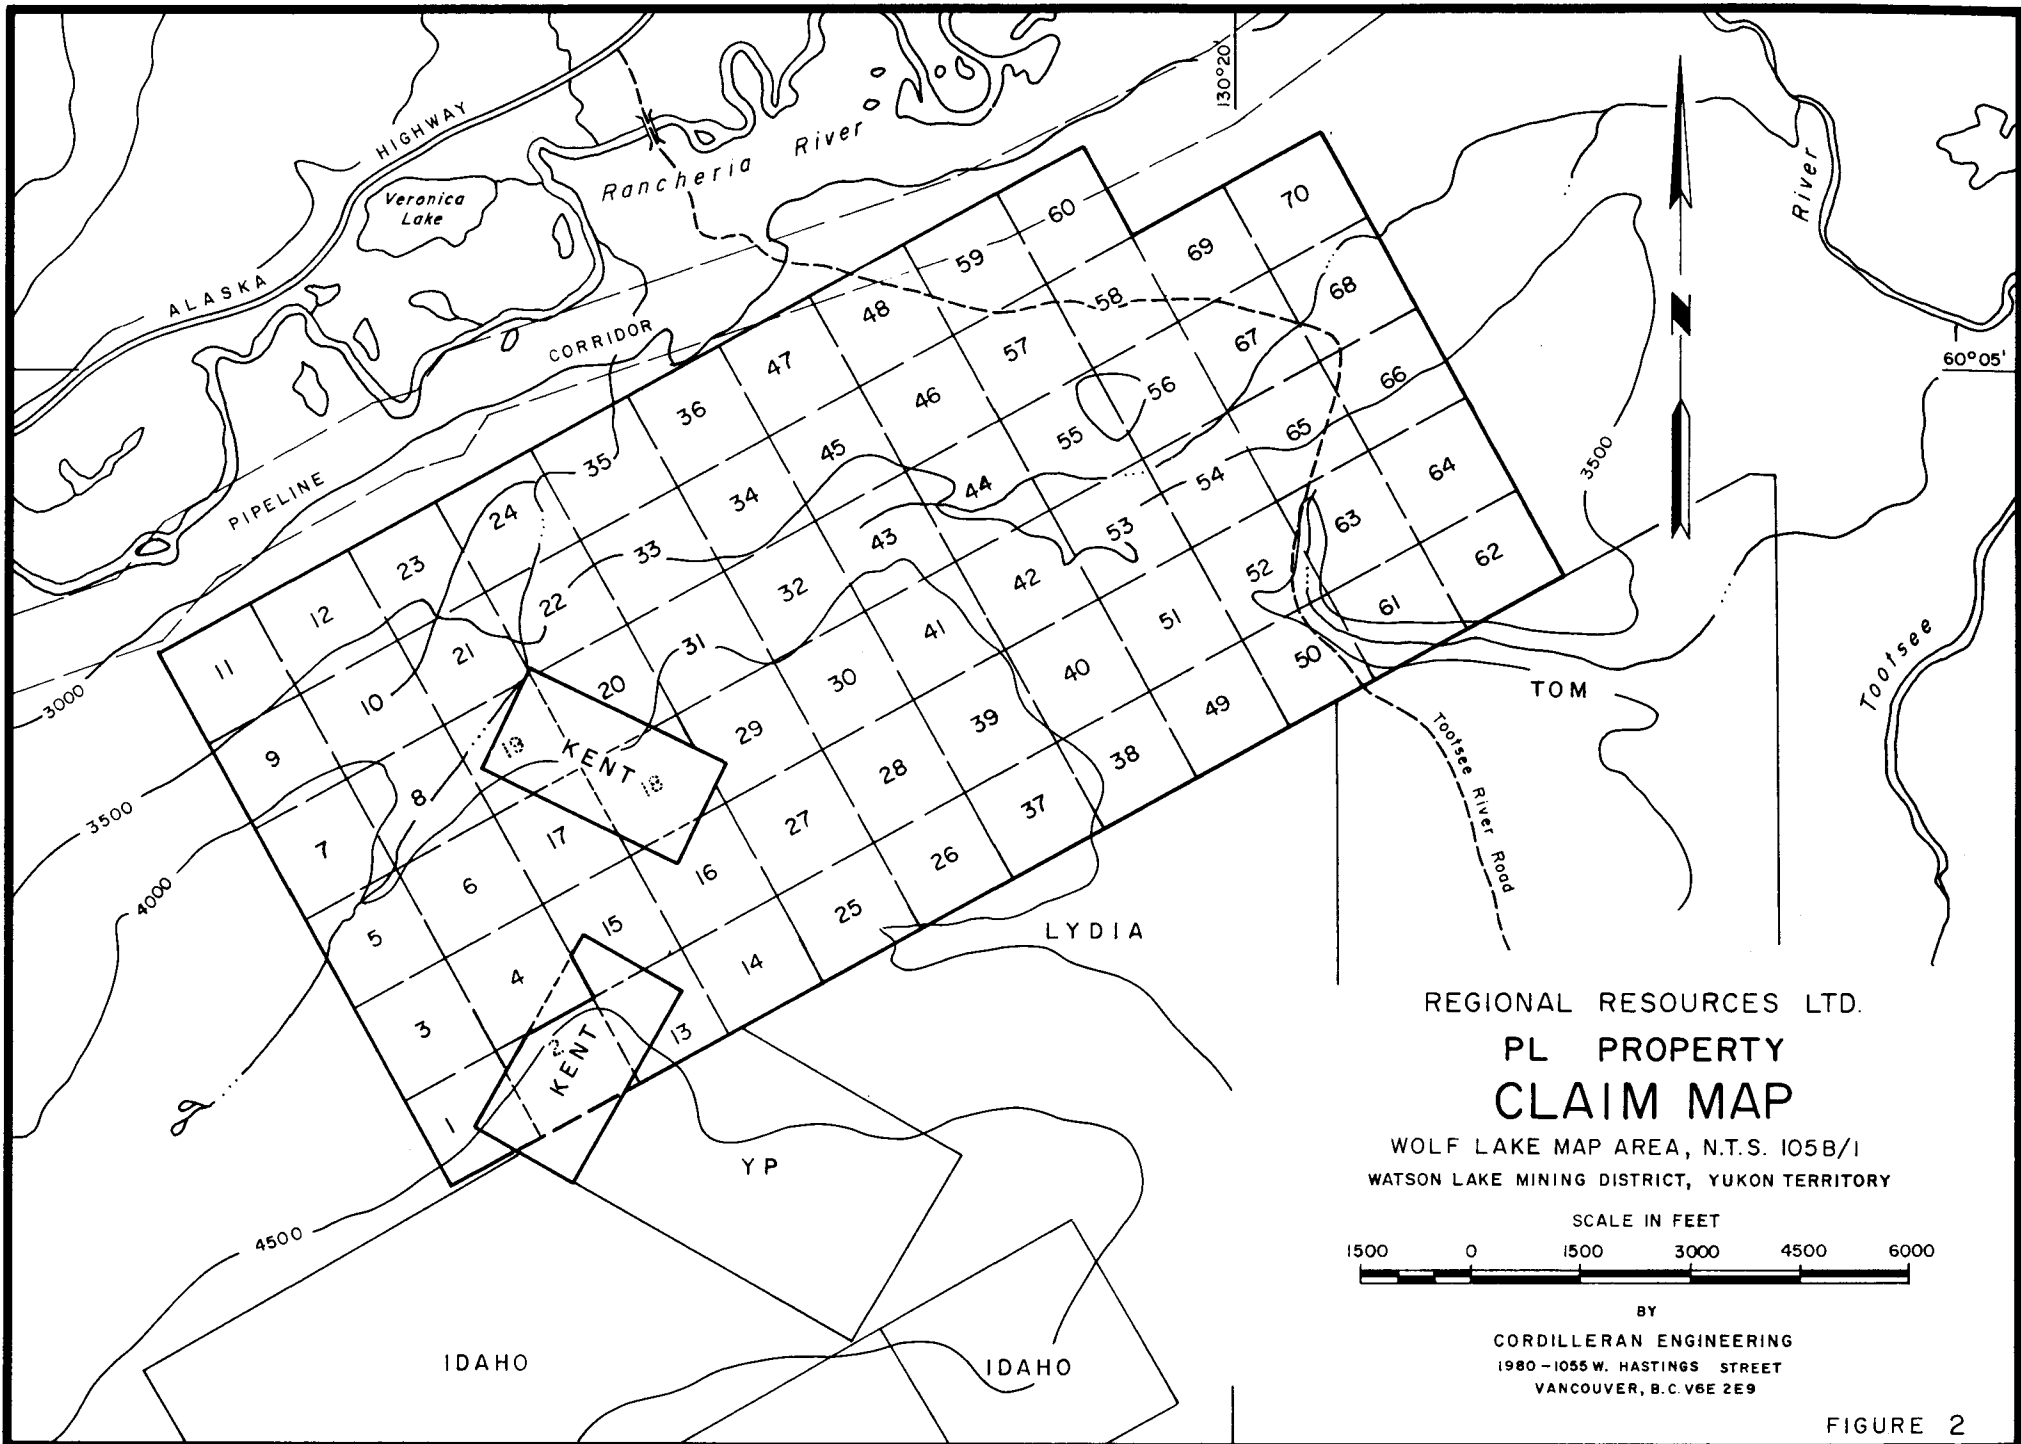 130°20'
ALASKA HIGHWAY
Veronica
Lake
Rancheria River
River
60°05'
PIPELINE CORRIDOR
3000
3500
4000
4500
3500
60
70
59
69
48
58
68
47
57
67
36
46
56
66
35
45
55
65
24
34
44
54
64
23
33
43
53
63
12
22
32
42
52
62
11
21
31
41
51
61
10
20
30
40
50
9
19
29
39
49
8
18
28
38
7
17
27
37
6
16
26
5
15
25
4
14
3
13
2
1
KENT
KENT
TOM
Tootsee
Tootsee River Road
LYDIA
YP
IDAHO
IDAHO
N
REGIONAL RESOURCES LTD.
PL PROPERTY
CLAIM MAP
WOLF LAKE MAP AREA, N.T.S. 105B/1
WATSON LAKE MINING DISTRICT, YUKON TERRITORY
SCALE IN FEET
1500 0 1500 3000 4500 6000
BY
CORDILLERAN ENGINEERING
1980-1055 W. HASTINGS STREET
VANCOUVER, B.C. V6E 2E9
FIGURE 2